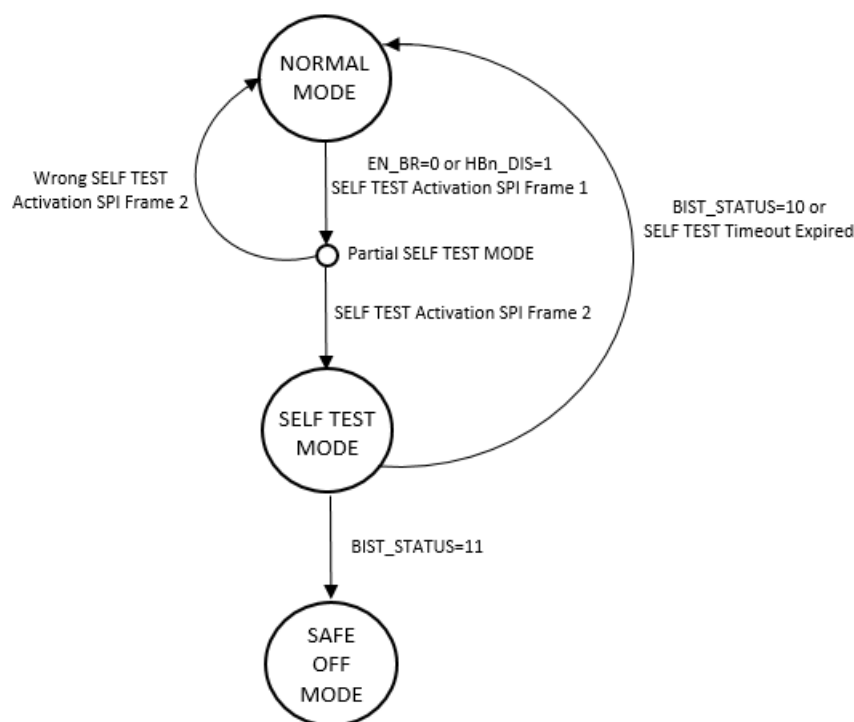 NORMAL
MODE
EN_BR=0 or HBn_DIS=1
SELF TEST Activation SPI Frame 1
Wrong SELF TEST
Activation SPI Frame 2
BIST_STATUS=10 or
SELF TEST Timeout Expired
Partial SELF TEST MODE
SELF TEST Activation SPI Frame 2
SELF TEST
MODE
BIST_STATUS=11
SAFE
OFF
MODE